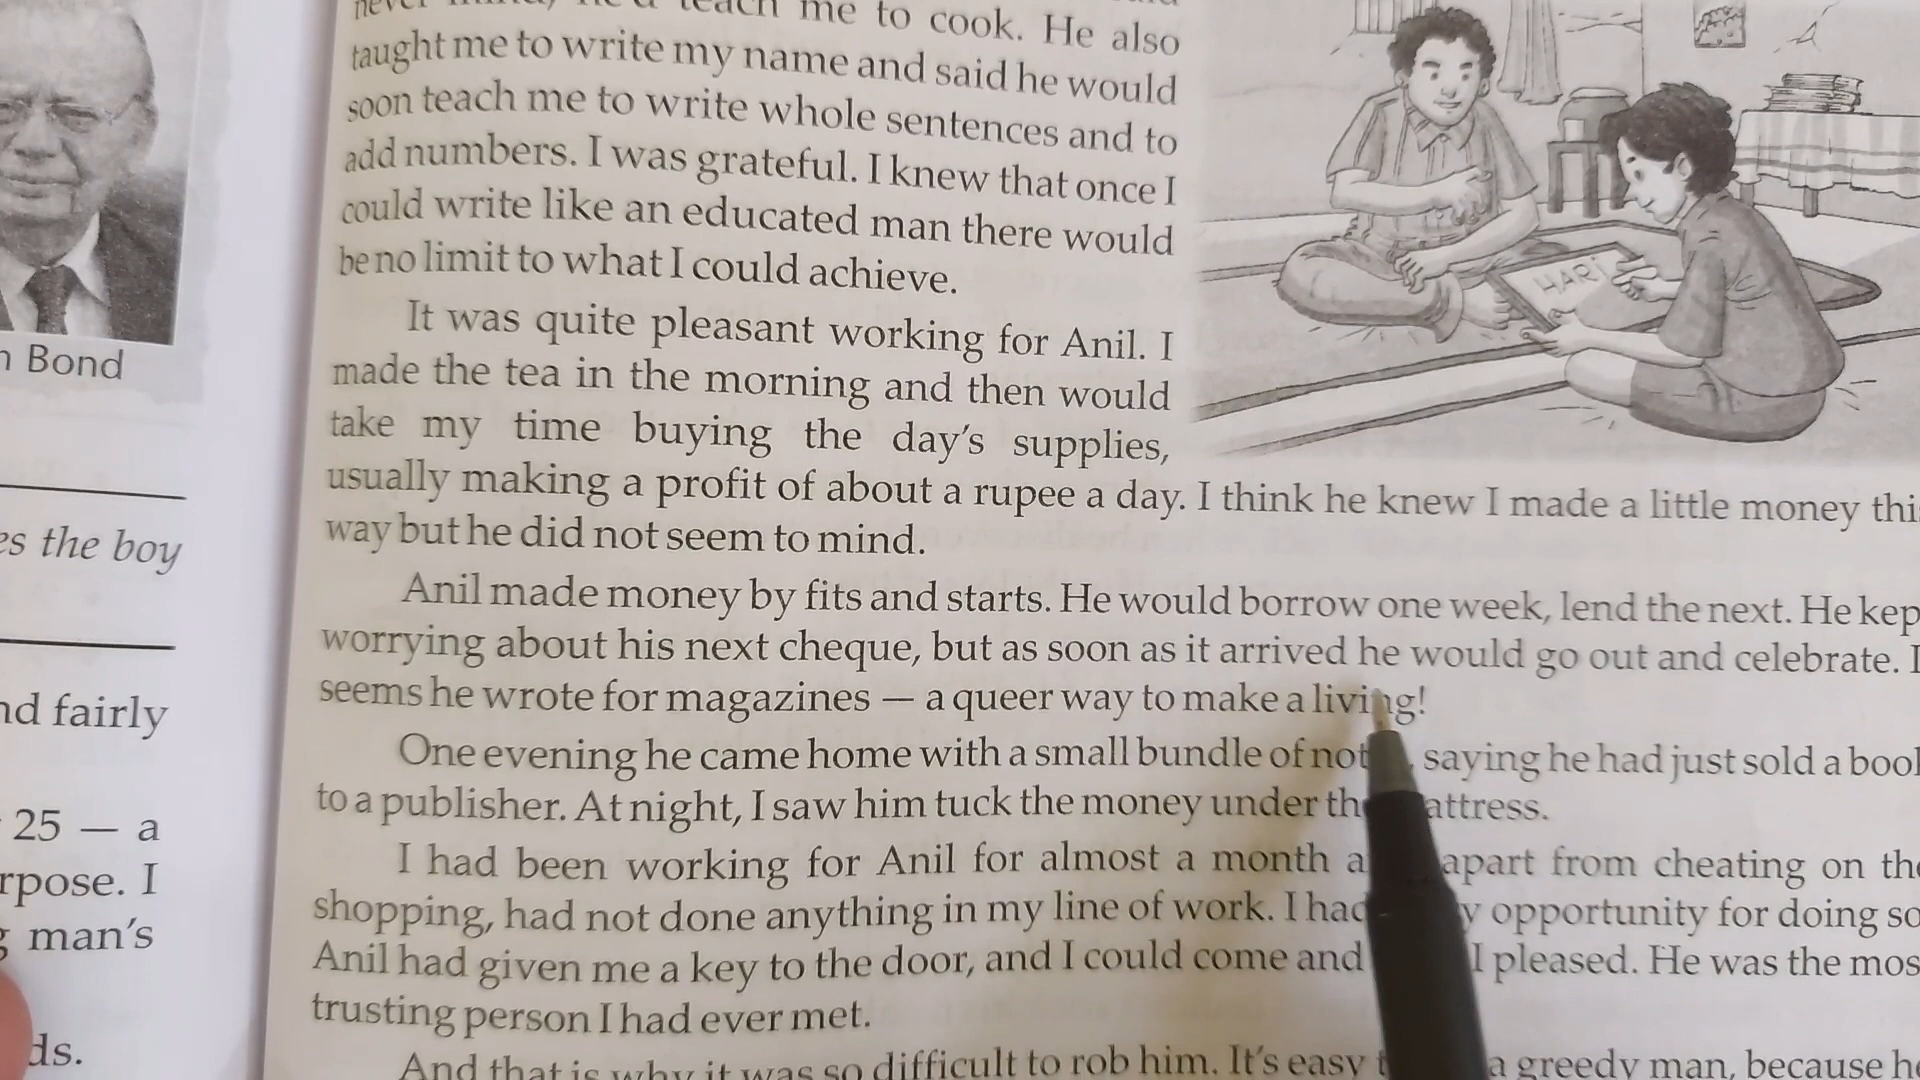 n Bond
es the boy
nd fairly
25 — a
rpose. I
man's
ds.
never mind, he'd teach me to cook. He also
taught me to write my name and said he would
soon teach me to write whole sentences and to
add numbers. I was grateful. I knew that once I
could write like an educated man there would
be no limit to what I could achieve.
It was quite pleasant working for Anil. I
made the tea in the morning and then would
take my time buying the day's supplies,
usually making a profit of about a rupee a day. I think he knew I made a little money thi
way but he did not seem to mind.
Anil made money by fits and starts. He would borrow one week, lend the next. He kep
worrying about his next cheque, but as soon as it arrived he would go out and celebrate. I
seems he wrote for magazines — a queer way to make a living!
One evening he came home with a small bundle of not , saying he had just sold a boo
to a publisher. At night, I saw him tuck the money under th attress.
I had been working for Anil for almost a month a apart from cheating on the
shopping, had not done anything in my line of work. I had y opportunity for doing so
Anil had given me a key to the door, and I could come and I pleased. He was the mos
trusting person I had ever met.
And that is why it was so difficult to rob him. It's easy t a greedy man, because h
HARI